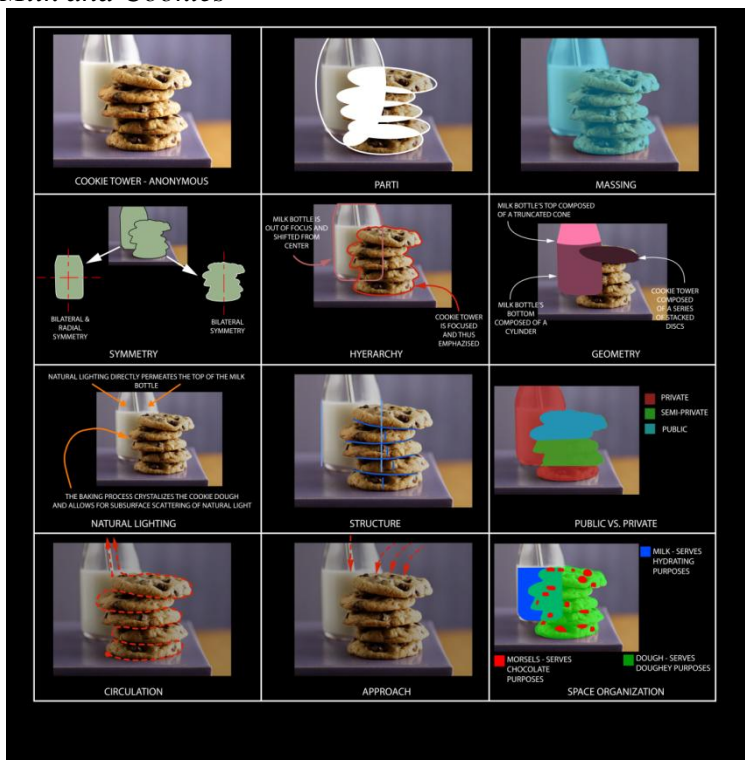 Milk and Cookies
COOKIE TOWER - ANONYMOUS
PARTI
MASSING
BILATERAL &
RADIAL
SYMMETRY
BILATERAL
SYMMETRY
SYMMETRY
MILK BOTTLE IS
OUT OF FOCUS AND
SHIFTED FROM
CENTER
COOKIE TOWER
IS FOCUSED
AND THUS
EMPHAZISED
HYERARCHY
MILK BOTTLE'S TOP COMPOSED
OF A TRUNCATED CONE
MILK BOTTLE'S
BOTTOM
COMPOSED OF A
CYLINDER
COOKIE TOWER
COMPOSED
OF A SERIES
OF STACKED
DISCS
GEOMETRY
NATURAL LIGHTING DIRECTLY PERMEATES THE TOP OF THE MILK
BOTTLE
THE BAKING PROCESS CRYSTALIZES THE COOKIE DOUGH
AND ALLOWS FOR SUBSURFACE SCATTERING OF NATURAL LIGHT
NATURAL LIGHTING
STRUCTURE
PRIVATE
SEMI-PRIVATE
PUBLIC
PUBLIC VS. PRIVATE
CIRCULATION
APPROACH
MILK - SERVES
HYDRATING
PURPOSES
MORSELS - SERVES
CHOCOLATE
PURPOSES
DOUGH - SERVES
DOUGHEY PURPOSES
SPACE ORGANIZATION